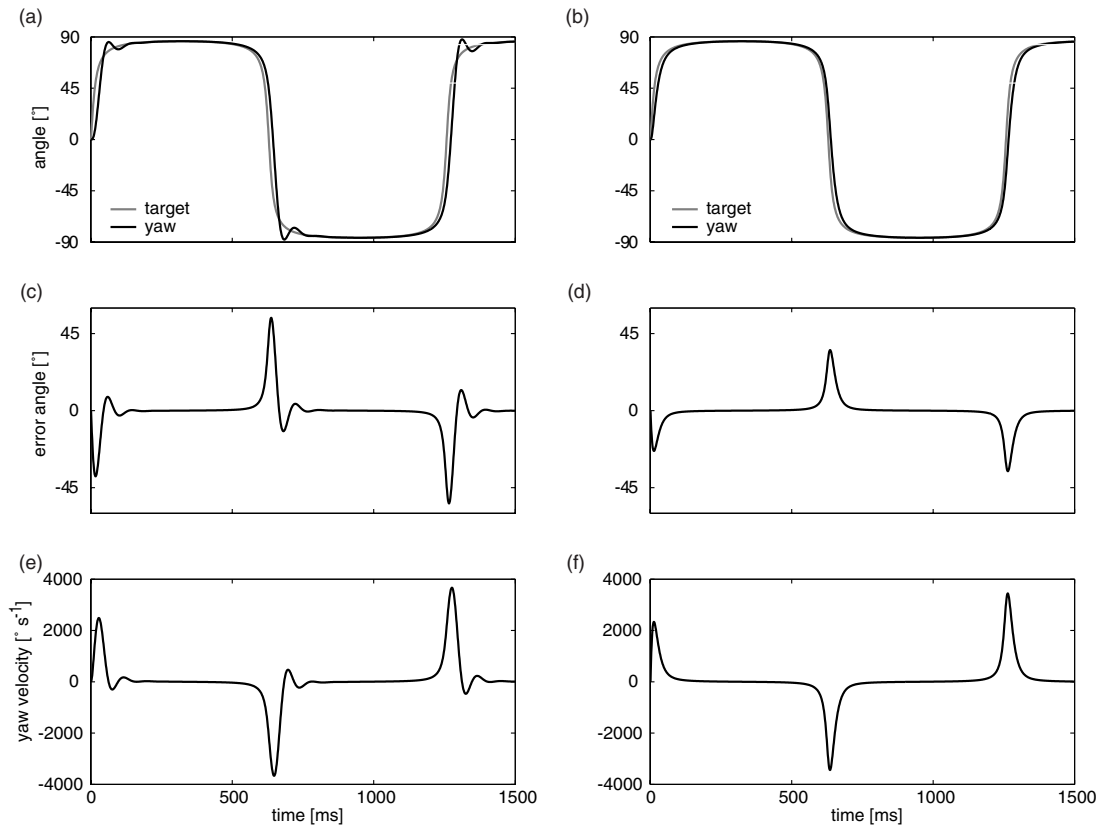 (a)
90
45
0
-45
-90
angle [°]
target
yaw
(b)
90
45
0
-45
-90
target
yaw
(c)
45
0
-45
error angle [°]
(d)
45
0
-45
(e)
4000
2000
0
-2000
-4000
yaw velocity [° s-1]
0 500 1000 1500
time [ms]
(f)
4000
2000
0
-2000
-4000
0 500 1000 1500
time [ms]